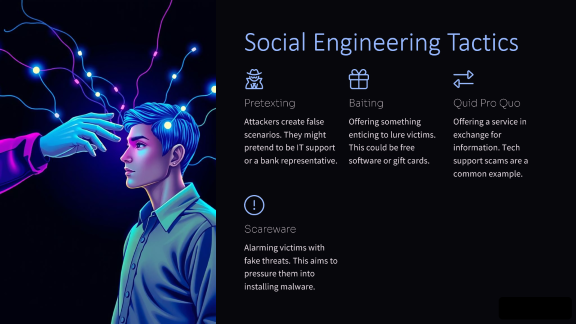 Social Engineering Tactics
Pretexting
Attackers create false
scenarios. They might
pretend to be IT support
or a bank representative.
Baiting
Offering something
enticing to lure victims.
This could be free
software or gift cards.
Quid Pro Quo
Offering a service in
exchange for
information. Tech
support scams are a
common example.
Scareware
Alarming victims with
fake threats. This aims to
pressure them into
installing malware.